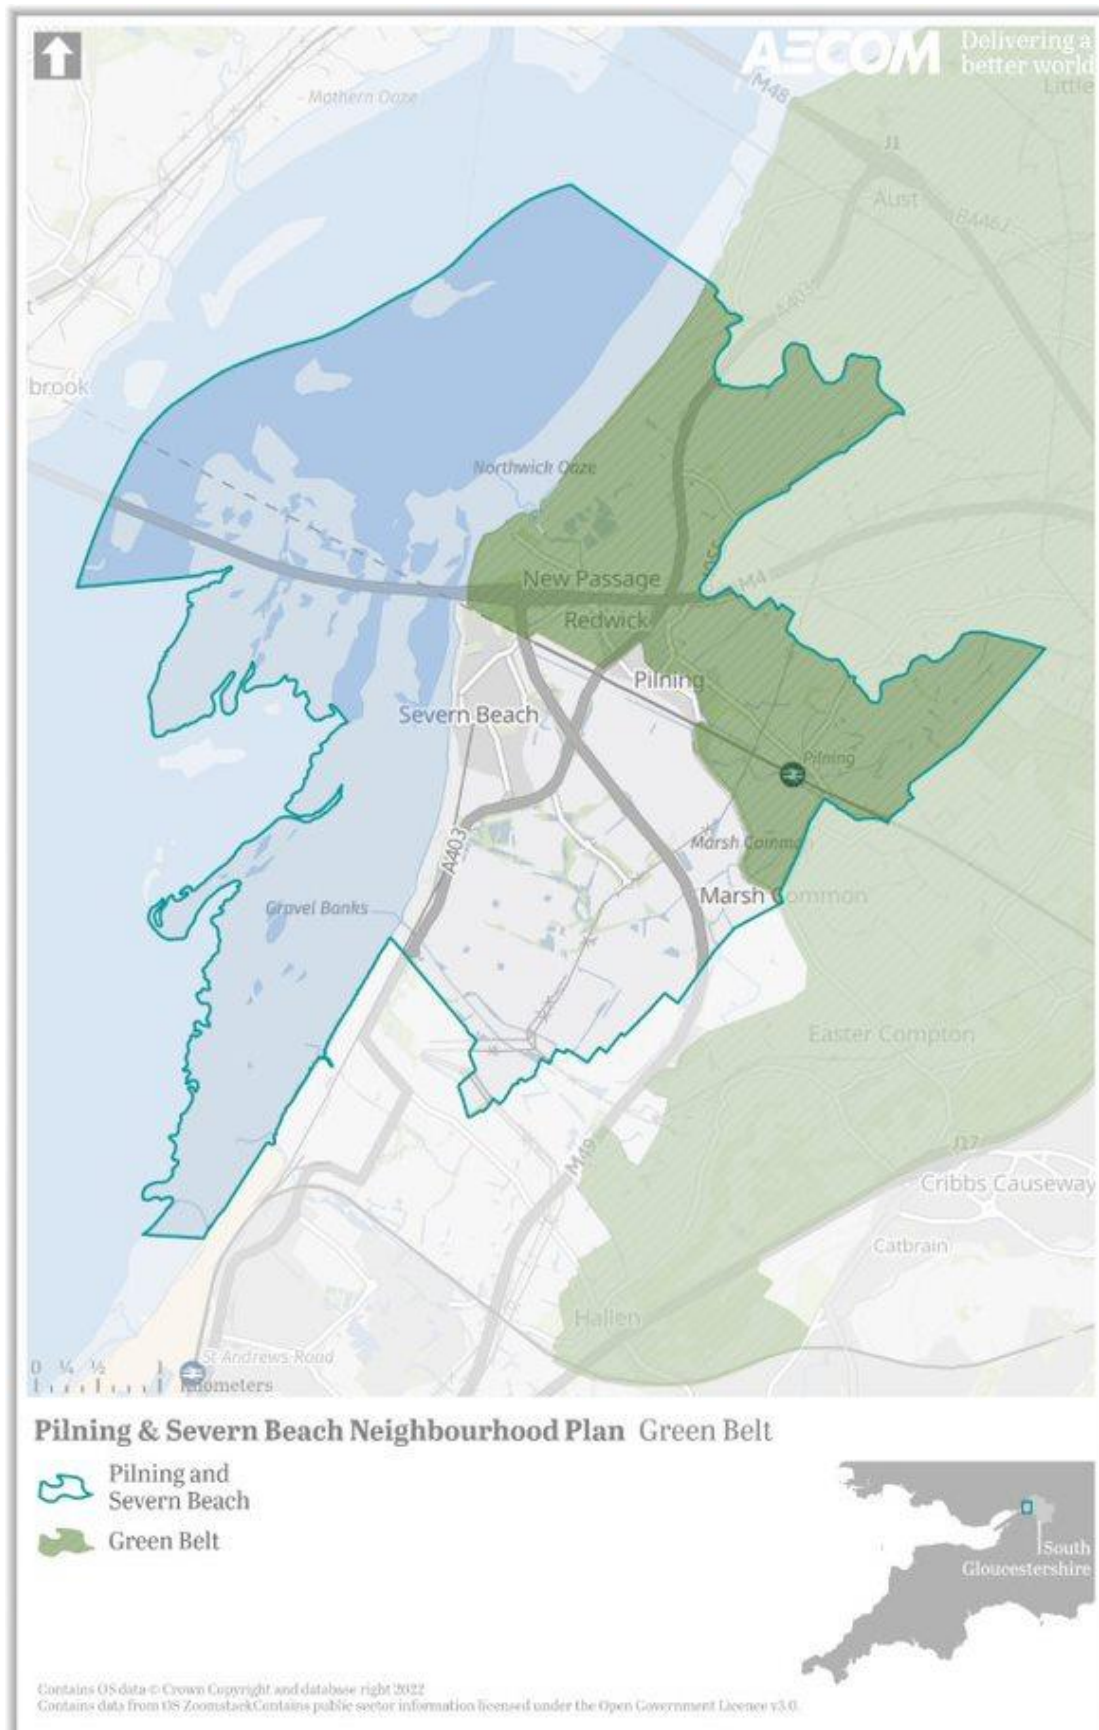 AECOM
Delivering a
better world
Mathern Oaze
M48
Little
J1
Aust
B4461
A403
brook
Northwick Oaze
New Passage
M4
Redwick
Pilning
Severn Beach
Pilning
A403
Marsh Common
Marsh Common
Gravel Banks
Easter Compton
M49
J17
Cribbs Causeway
Catbrain
Hallen
St Andrews Road
0 ¼ ½ 1
Kilometers
Pilning & Severn Beach Neighbourhood Plan Green Belt
Pilning and
Severn Beach
Green Belt
South
Gloucestershire
Contains OS data © Crown Copyright and database right 2022
Contains data from OS ZoomstackContains public sector information licensed under the Open Government Licence v3.0.